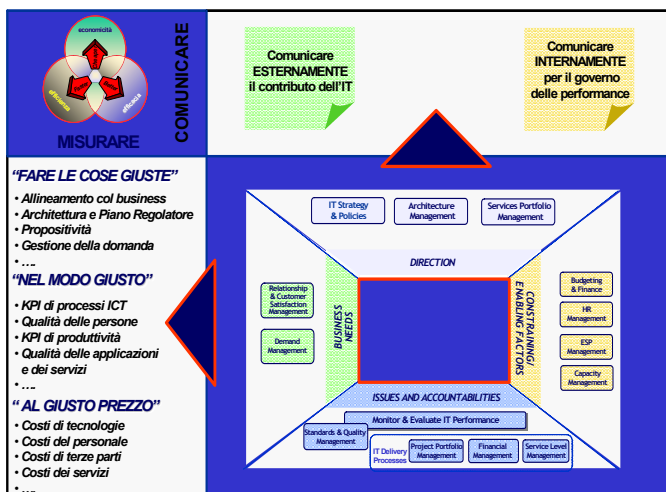 economicità
efficienza
efficacia
MISURARE
COMUNICARE
Comunicare
ESTERNAMENTE
il contributo dell'IT
Comunicare
INTERNAMENTE
per il governo
delle performance
"FARE LE COSE GIUSTE"
• Allineamento col business
• Architettura e Piano Regolatore
• Propositività
• Gestione della domanda
• ….
"NEL MODO GIUSTO"
• KPI di processi ICT
• Qualità delle persone
• KPI di produttività
• Qualità delle applicazioni
e dei servizi
• ….
" AL GIUSTO PREZZO"
• Costi di tecnologie
• Costi del personale
• Costi di terze parti
• Costi dei servizi
• ….
IT Strategy
& Policies
Architecture
Management
Services Portfolio
Management
DIRECTION
Relationship
& Customer
Satisfaction
Management
Demand
Management
BUSINESS
NEEDS
CONSTRAINING/
ENABLING FACTORS
Budgeting
& Finance
HR
Management
ESP
Management
Capacity
Management
ISSUES AND ACCOUNTABILITIES
Monitor & Evaluate IT Performance
Standards & Quality
Management
IT Delivery
Processes
Project Portfolio
Management
Financial
Management
Service Level
Management